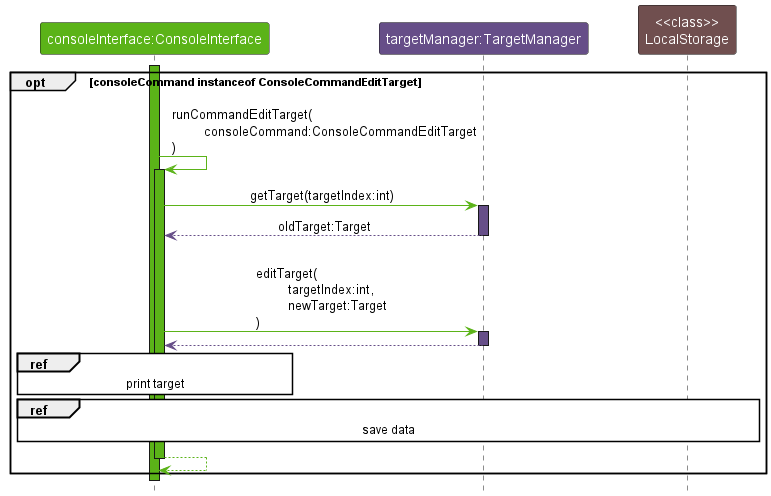 consoleInterface:ConsoleInterface
targetManager:TargetManager
<<class>>
LocalStorage
opt
[consoleCommand instanceof ConsoleCommandEditTarget]
runCommandEditTarget(
consoleCommand:ConsoleCommandEditTarget
)
getTarget(targetIndex:int)
oldTarget:Target
editTarget(
targetIndex:int,
newTarget:Target
)
ref
print target
ref
save data